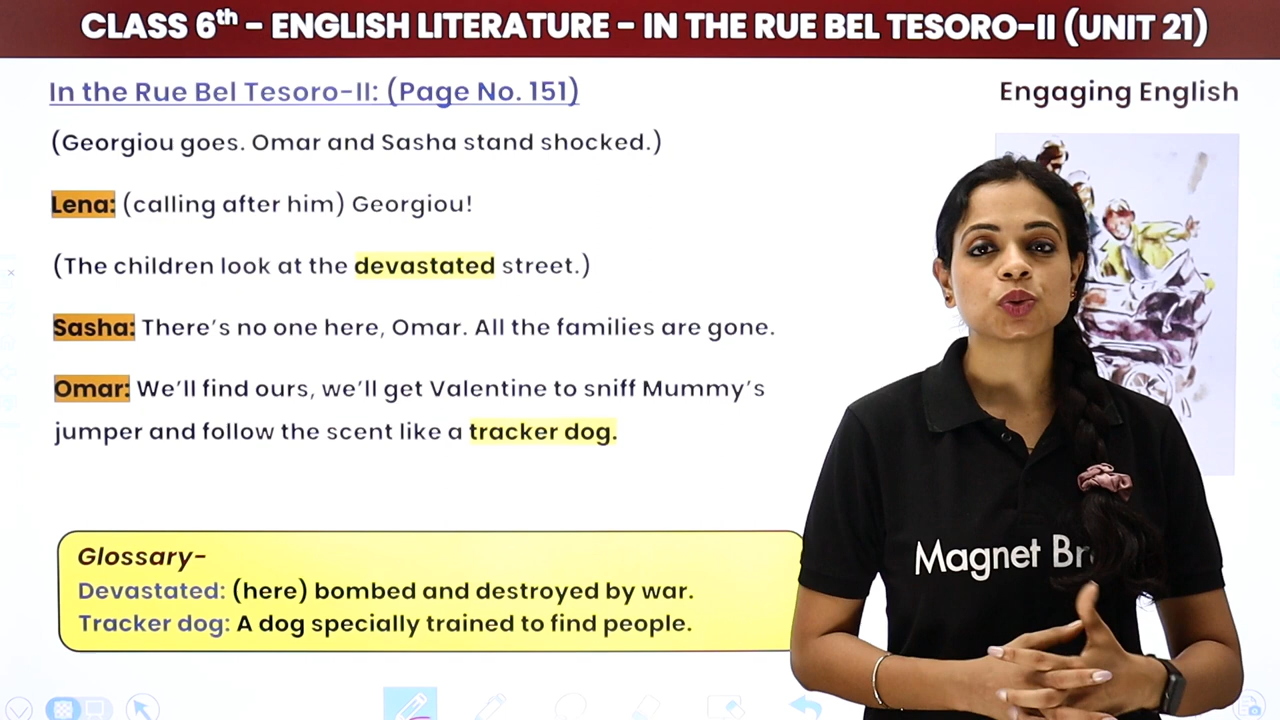 CLASS 6th – ENGLISH LITERATURE – IN THE RUE BEL TESORO–II (UNIT 21)
In the Rue Bel Tesoro-II: (Page No. 151)
Engaging English
(Georgiou goes. Omar and Sasha stand shocked.)
Lena: (calling after him) Georgiou!
(The children look at the devastated street.)
Sasha: There's no one here, Omar. All the families are gone.
Omar: We'll find ours, we'll get Valentine to sniff Mummy's
jumper and follow the scent like a tracker dog.
Glossary-
Devastated: (here) bombed and destroyed by war.
Tracker dog: A dog specially trained to find people.
Magnet Br